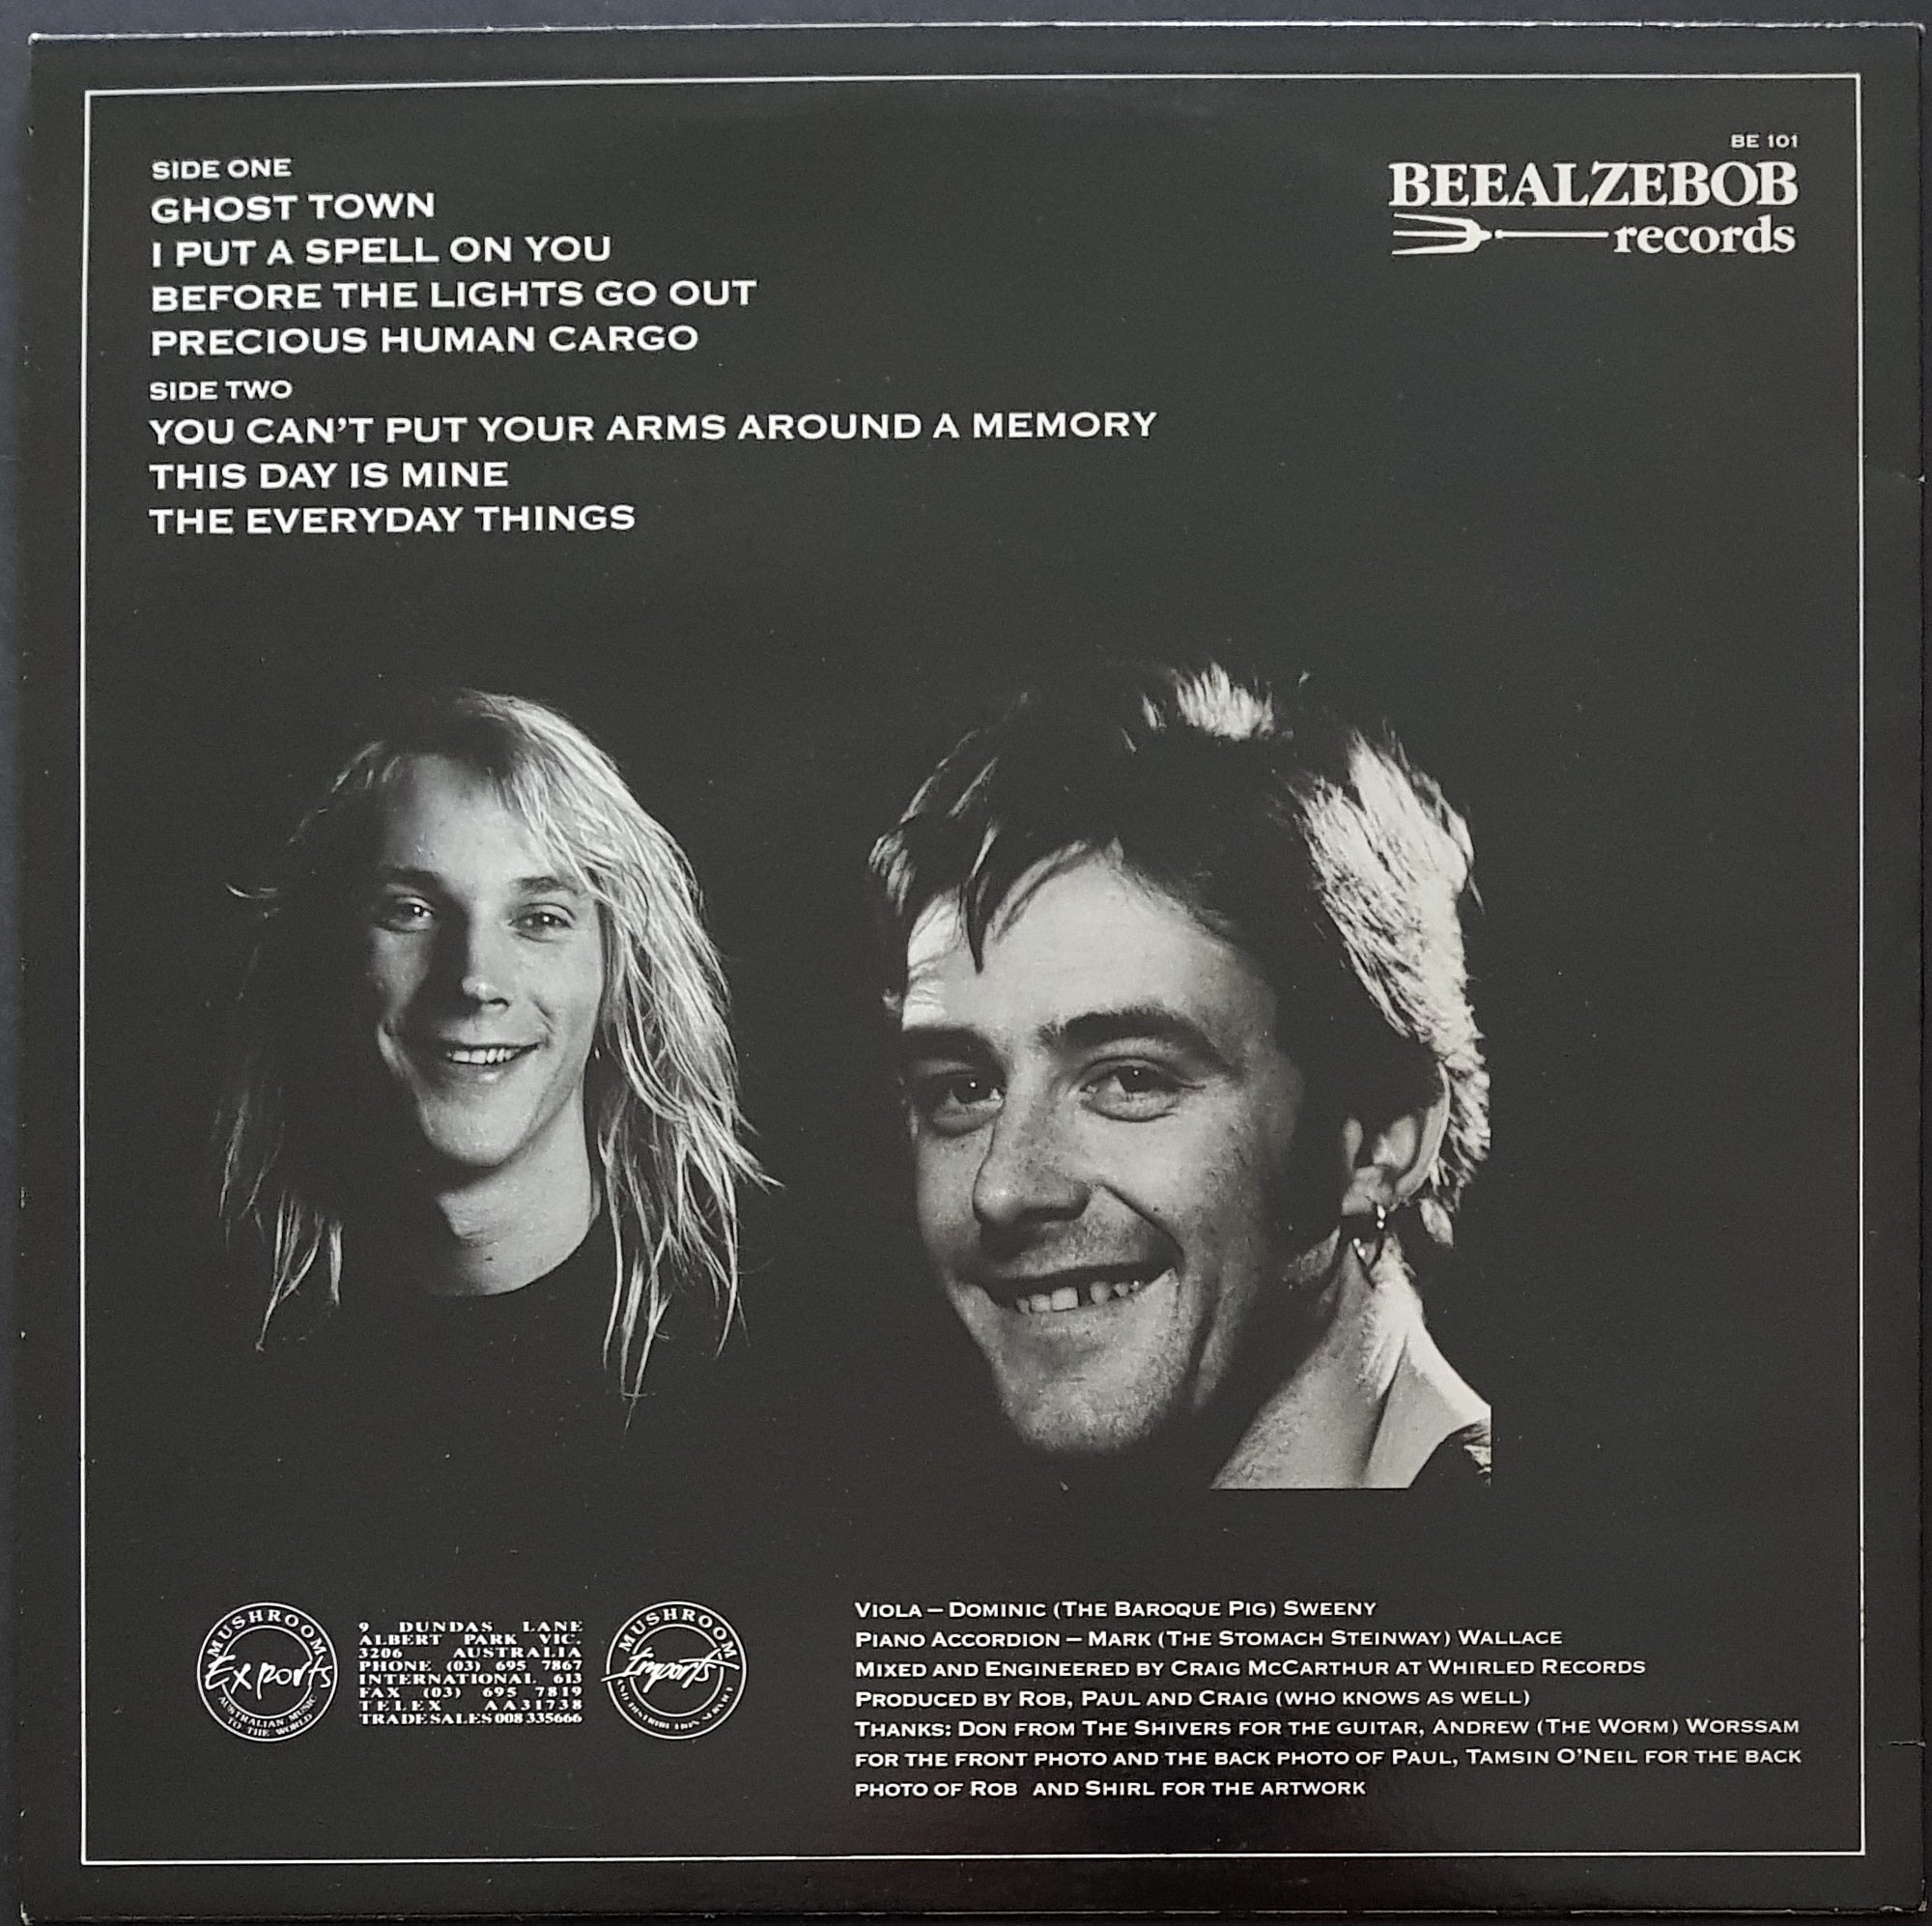 SIDE ONE
GHOST TOWN
I PUT A SPELL ON YOU
BEFORE THE LIGHTS GO OUT
PRECIOUS HUMAN CARGO
SIDE TWO
YOU CAN'T PUT YOUR ARMS AROUND A MEMORY
THIS DAY IS MINE
THE EVERYDAY THINGS
BE 101
BEEALZEBOB
records
MUSHROOM
Exports
AUSTRALIAN MUSIC
TO THE WORLD
9 DUNDAS LANE
ALBERT PARK VIC.
3206 AUSTRALIA
PHONE (03) 695 7867
INTERNATIONAL 613
FAX (03) 695 7819
TELEX AA31738
TRADE SALES 008 335666
MUSHROOM
Imports
AND DISTRIBUTION SERVICE
VIOLA – DOMINIC (THE BAROQUE PIG) SWEENY
PIANO ACCORDION – MARK (THE STOMACH STEINWAY) WALLACE
MIXED AND ENGINEERED BY CRAIG MCCARTHUR AT WHIRLED RECORDS
PRODUCED BY ROB, PAUL AND CRAIG (WHO KNOWS AS WELL)
THANKS: DON FROM THE SHIVERS FOR THE GUITAR, ANDREW (THE WORM) WORSSAM
FOR THE FRONT PHOTO AND THE BACK PHOTO OF PAUL, TAMSIN O'NEIL FOR THE BACK
PHOTO OF ROB AND SHIRL FOR THE ARTWORK